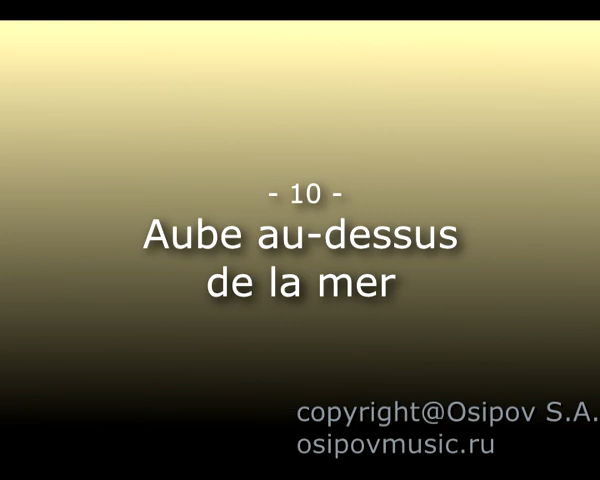 - 10 -
Aube au-dessus
de la mer
copyright@Osipov S.A.
osipovmusic.ru